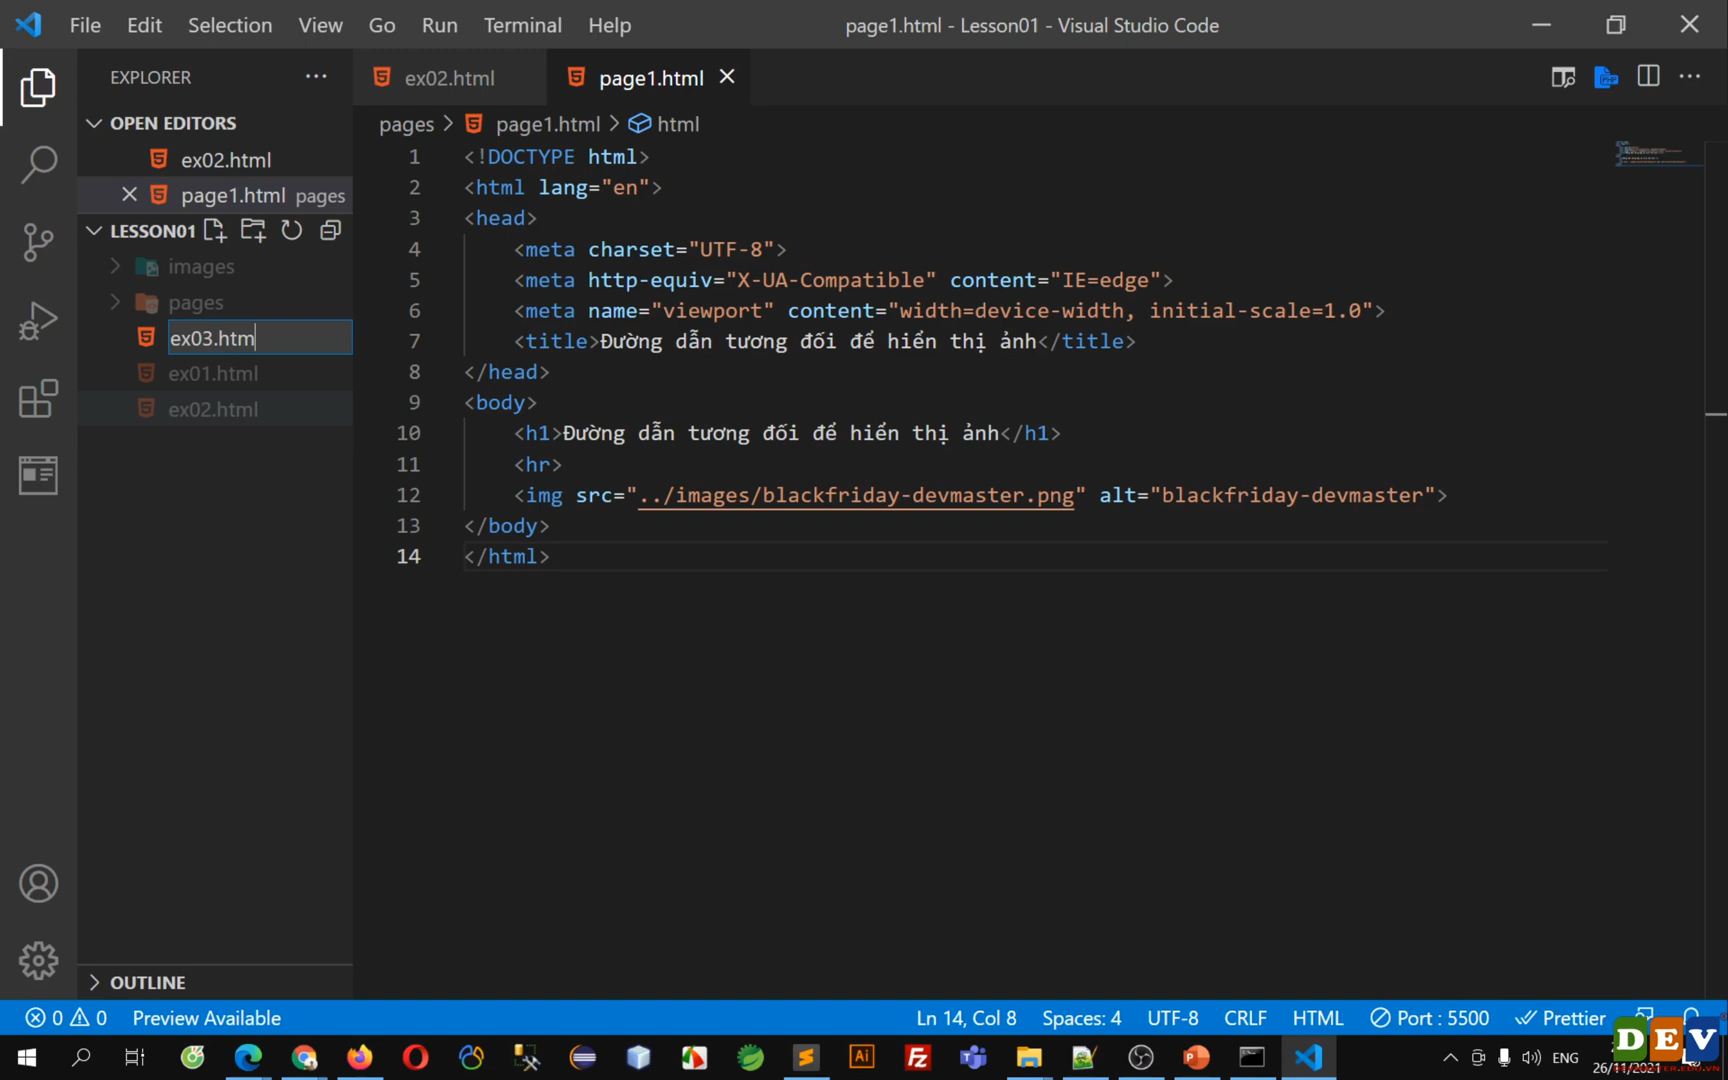 File Edit Selection View Go Run Terminal Help page1.html - Lesson01 - Visual Studio Code
EXPLORER
ex02.html
page1.html
OPEN EDITORS
ex02.html
page1.html pages
LESSON01
images
pages
ex03.htm
ex01.html
ex02.html
OUTLINE
pages > page1.html > html
1 <!DOCTYPE html>
2 <html lang="en">
3 <head>
4 <meta charset="UTF-8">
5 <meta http-equiv="X-UA-Compatible" content="IE=edge">
6 <meta name="viewport" content="width=device-width, initial-scale=1.0">
7 <title>Đường dẫn tương đối để hiển thị ảnh</title>
8 </head>
9 <body>
10 <h1>Đường dẫn tương đối để hiển thị ảnh</h1>
11 <hr>
12 <img src="../images/blackfriday-devmaster.png" alt="blackfriday-devmaster">
13 </body>
14 </html>
0 0 Preview Available Ln 14, Col 8 Spaces: 4 UTF-8 CRLF HTML Port : 5500 Prettier
ENG
26/11/2021
DEV